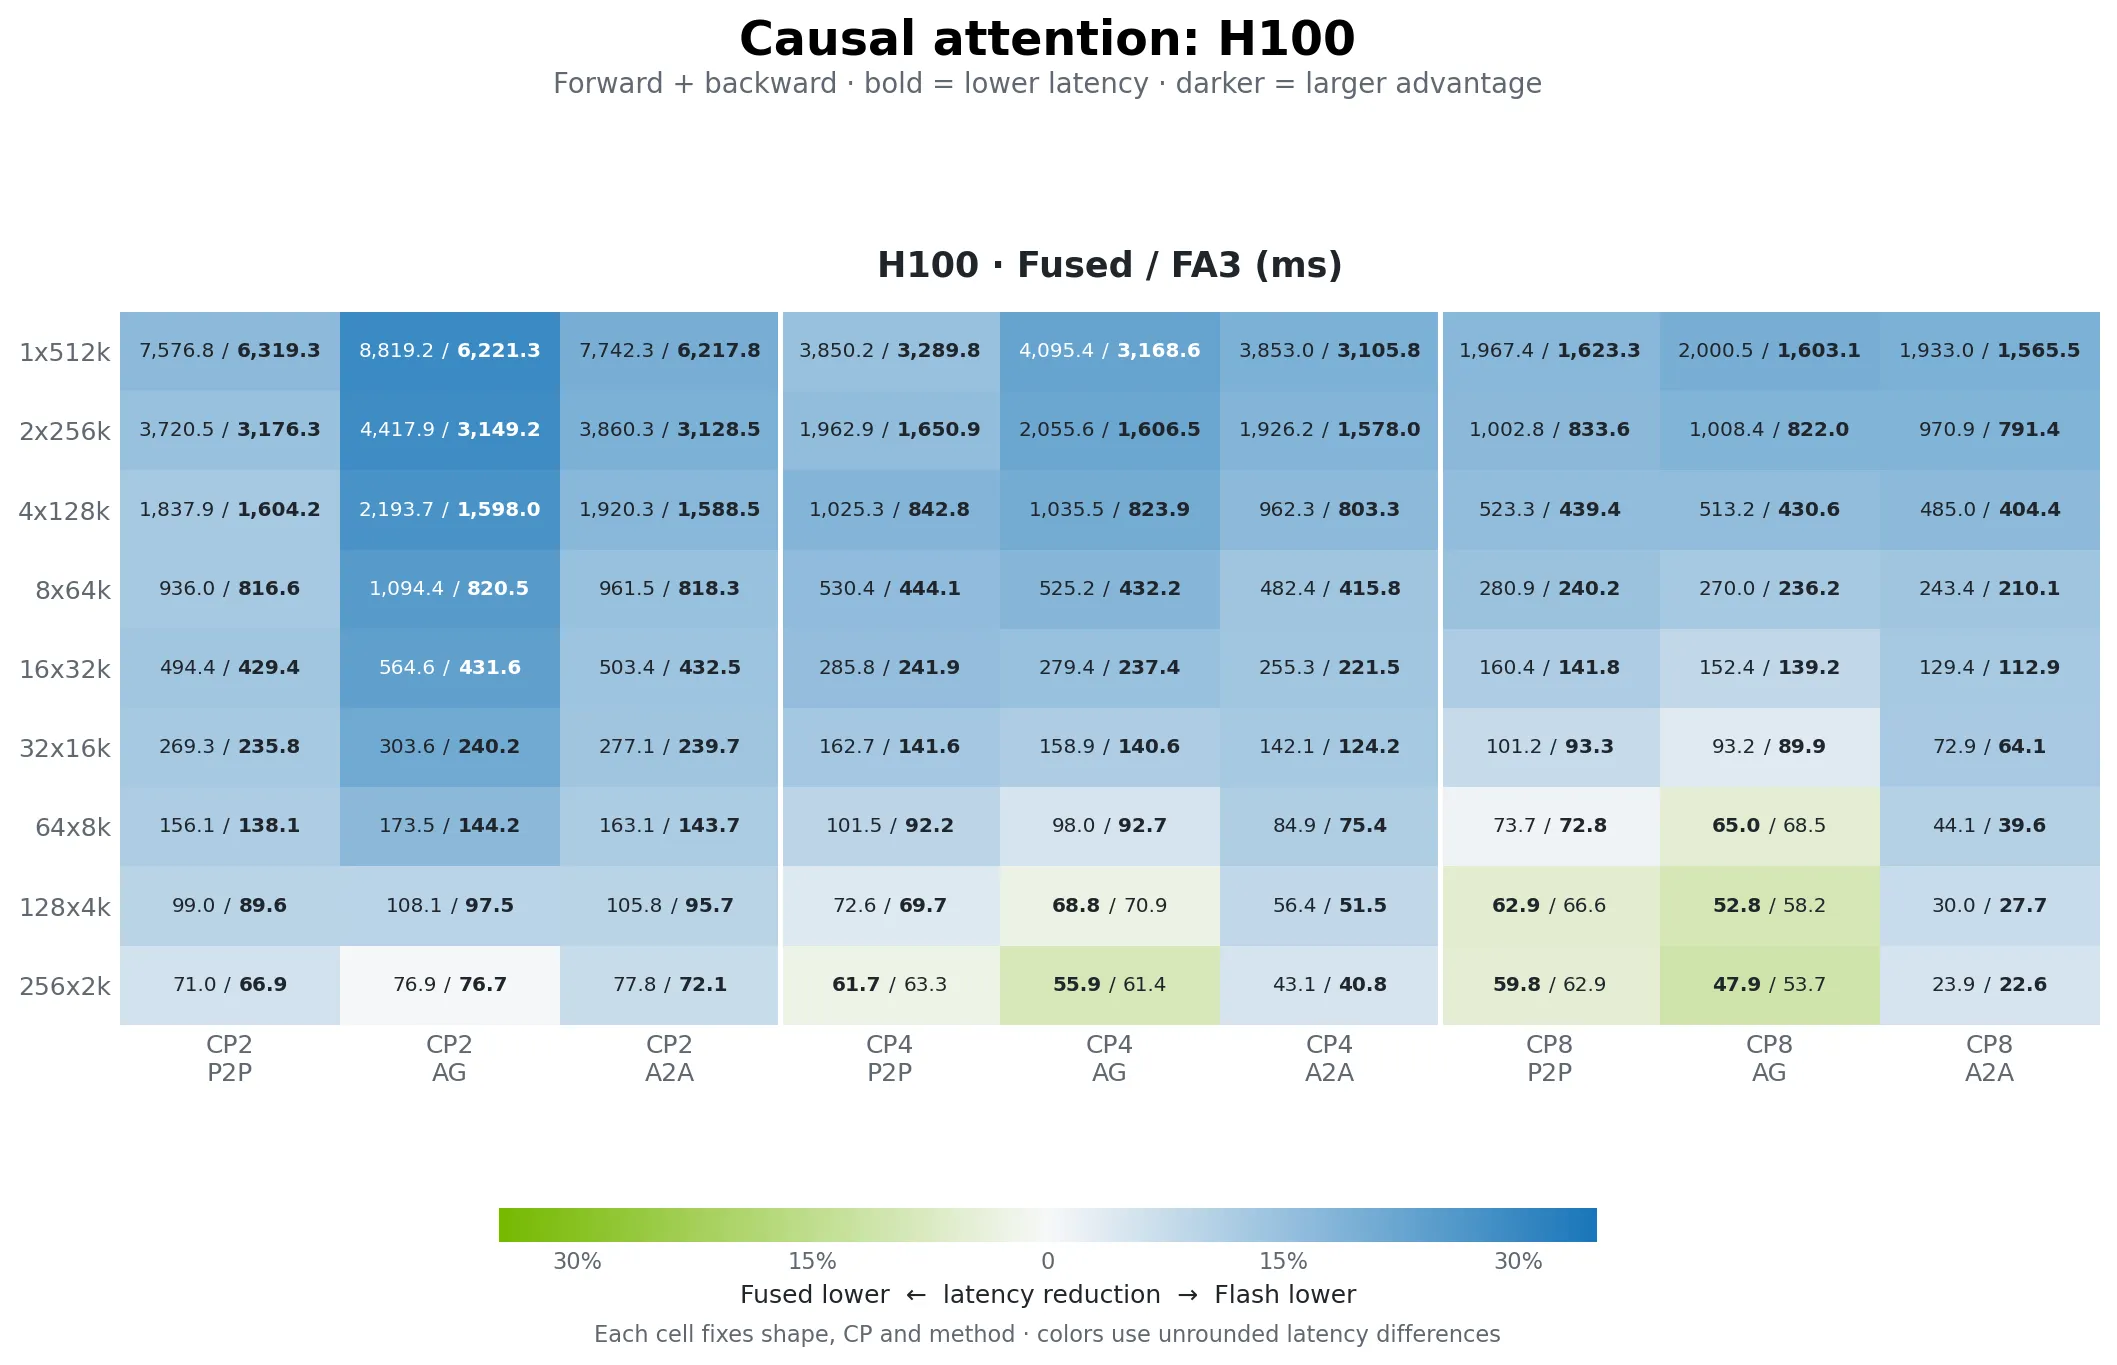 Causal attention: H100
Forward + backward · bold = lower latency · darker = larger advantage
H100 · Fused / FA3 (ms)
1x512k 7,576.8 / 6,319.3 8,819.2 / 6,221.3 7,742.3 / 6,217.8 3,850.2 / 3,289.8 4,095.4 / 3,168.6 3,853.0 / 3,105.8 1,967.4 / 1,623.3 2,000.5 / 1,603.1 1,933.0 / 1,565.5
2x256k 3,720.5 / 3,176.3 4,417.9 / 3,149.2 3,860.3 / 3,128.5 1,962.9 / 1,650.9 2,055.6 / 1,606.5 1,926.2 / 1,578.0 1,002.8 / 833.6 1,008.4 / 822.0 970.9 / 791.4
4x128k 1,837.9 / 1,604.2 2,193.7 / 1,598.0 1,920.3 / 1,588.5 1,025.3 / 842.8 1,035.5 / 823.9 962.3 / 803.3 523.3 / 439.4 513.2 / 430.6 485.0 / 404.4
8x64k 936.0 / 816.6 1,094.4 / 820.5 961.5 / 818.3 530.4 / 444.1 525.2 / 432.2 482.4 / 415.8 280.9 / 240.2 270.0 / 236.2 243.4 / 210.1
16x32k 494.4 / 429.4 564.6 / 431.6 503.4 / 432.5 285.8 / 241.9 279.4 / 237.4 255.3 / 221.5 160.4 / 141.8 152.4 / 139.2 129.4 / 112.9
32x16k 269.3 / 235.8 303.6 / 240.2 277.1 / 239.7 162.7 / 141.6 158.9 / 140.6 142.1 / 124.2 101.2 / 93.3 93.2 / 89.9 72.9 / 64.1
64x8k 156.1 / 138.1 173.5 / 144.2 163.1 / 143.7 101.5 / 92.2 98.0 / 92.7 84.9 / 75.4 73.7 / 72.8 65.0 / 68.5 44.1 / 39.6
128x4k 99.0 / 89.6 108.1 / 97.5 105.8 / 95.7 72.6 / 69.7 68.8 / 70.9 56.4 / 51.5 62.9 / 66.6 52.8 / 58.2 30.0 / 27.7
256x2k 71.0 / 66.9 76.9 / 76.7 77.8 / 72.1 61.7 / 63.3 55.9 / 61.4 43.1 / 40.8 59.8 / 62.9 47.9 / 53.7 23.9 / 22.6
CP2 CP2 CP2 CP4 CP4 CP4 CP8 CP8 CP8
P2P AG A2A P2P AG A2A P2P AG A2A
30% 15% 0 15% 30%
Fused lower ← latency reduction → Flash lower
Each cell fixes shape, CP and method · colors use unrounded latency differences